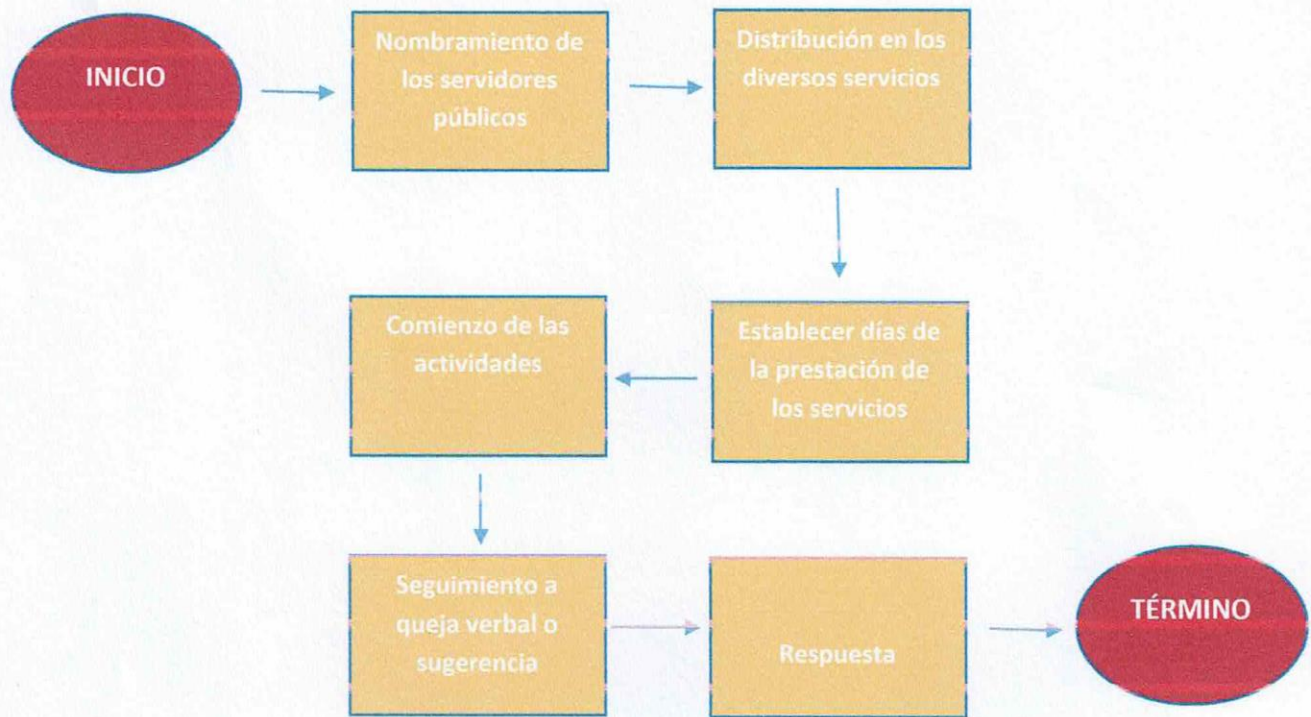 INICIO
Nombramiento de
los servidores
públicos
Distribución en los
diversos servicios
Establecer días de
la prestación de
los servicios
Comienzo de las
actividades
Seguimiento a
queja verbal o
sugerencia
Respuesta
TÉRMINO